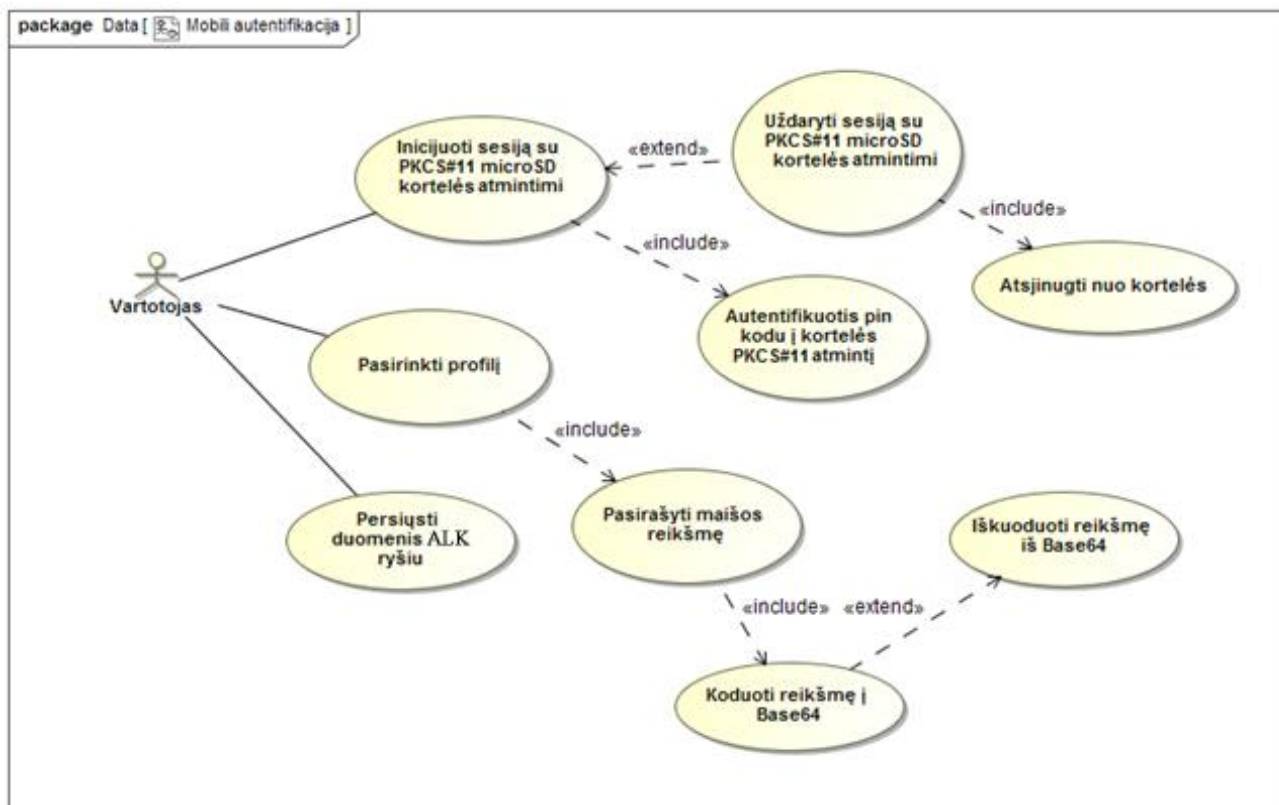 package Data [ Mobili autentifikacija ]
Inicijuoti sesiją su
PKCS#11 microSD
kortelės atmintimi
«extend»
Uždaryti sesiją su
PKCS#11 microSD
kortelės atmintimi
«include»
«include»
Atsjinugti nuo kortelės
Vartotojas
Autentifikuotis pin
kodu į kortelės
PKCS#11 atmintį
Pasirinkti profilį
«include»
Persiųsti
duomenis ALK
ryšiu
Pasirašyti maišos
reikšmę
Iškuoduoti reikšmę
iš Base64
«include» «extend»
Koduoti reikšmę į
Base64